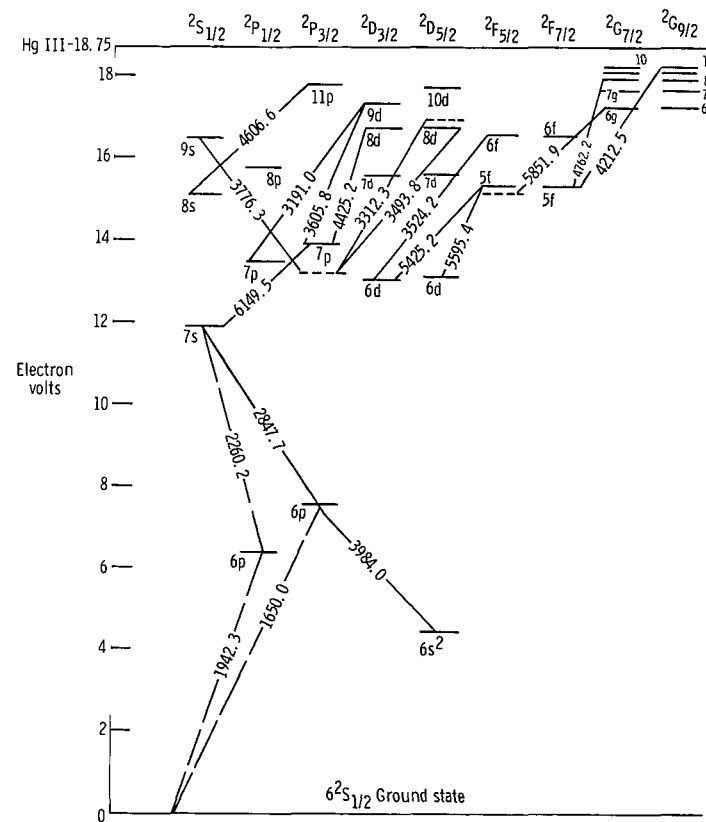 ²S₁/₂ ²P₁/₂ ²P₃/₂ ²D₃/₂ ²D₅/₂ ²F₅/₂ ²F₇/₂ ²G₇/₂ ²G₉/₂
Hg III-18.75
10
18
11p
10d
8
7g
7
9d
6g
6
4606.6
9s
8d
8d
6f
6f
16
8p
7d
7d
5f
5f
8s
3776.3
3191.0
3605.8
4425.2
3312.3
3493.8
3524.2
5425.2
5595.4
5851.9
4762.2
4212.5
14
7p
7p
6d
6d
6149.5
12
7s
Electron
volts
10
2260.2
2847.7
8
6p
6p
6
3984.0
1942.3
1650.0
4
6s²
2
6²S₁/₂ Ground state
0